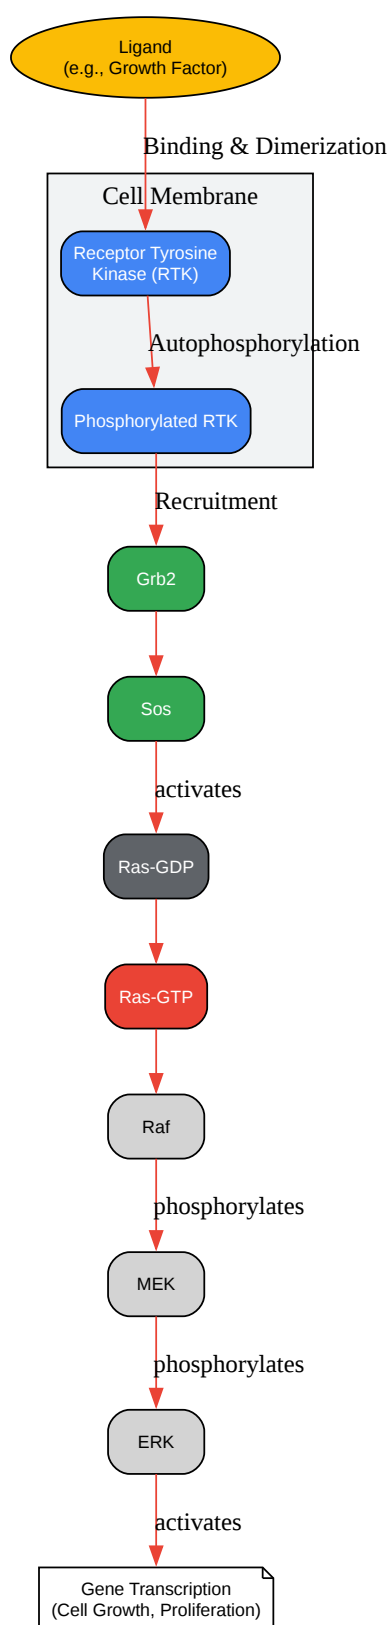 Ligand
(e.g., Growth Factor)
Binding & Dimerization
Cell Membrane
Receptor Tyrosine
Kinase (RTK)
Autophosphorylation
Phosphorylated RTK
Recruitment
Grb2
Sos
activates
Ras-GDP
Ras-GTP
Raf
phosphorylates
MEK
phosphorylates
ERK
activates
Gene Transcription
(Cell Growth, Proliferation)